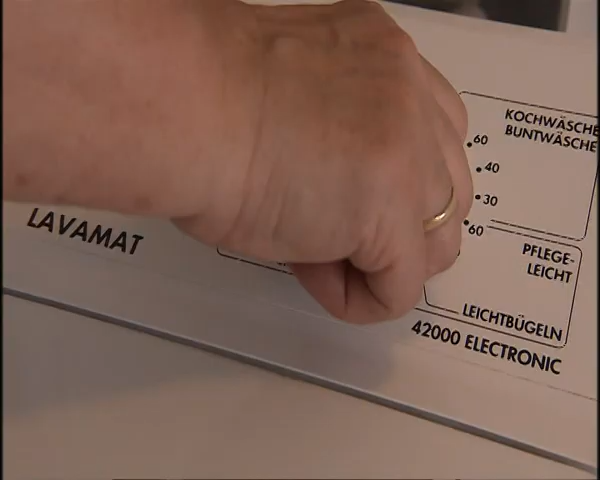 KOCHWÄSCHE
BUNTWÄSCHE
60
40
30
60
PFLEGE-
LEICHT
LEICHTBÜGELN
LAVAMAT
42000 ELECTRONIC